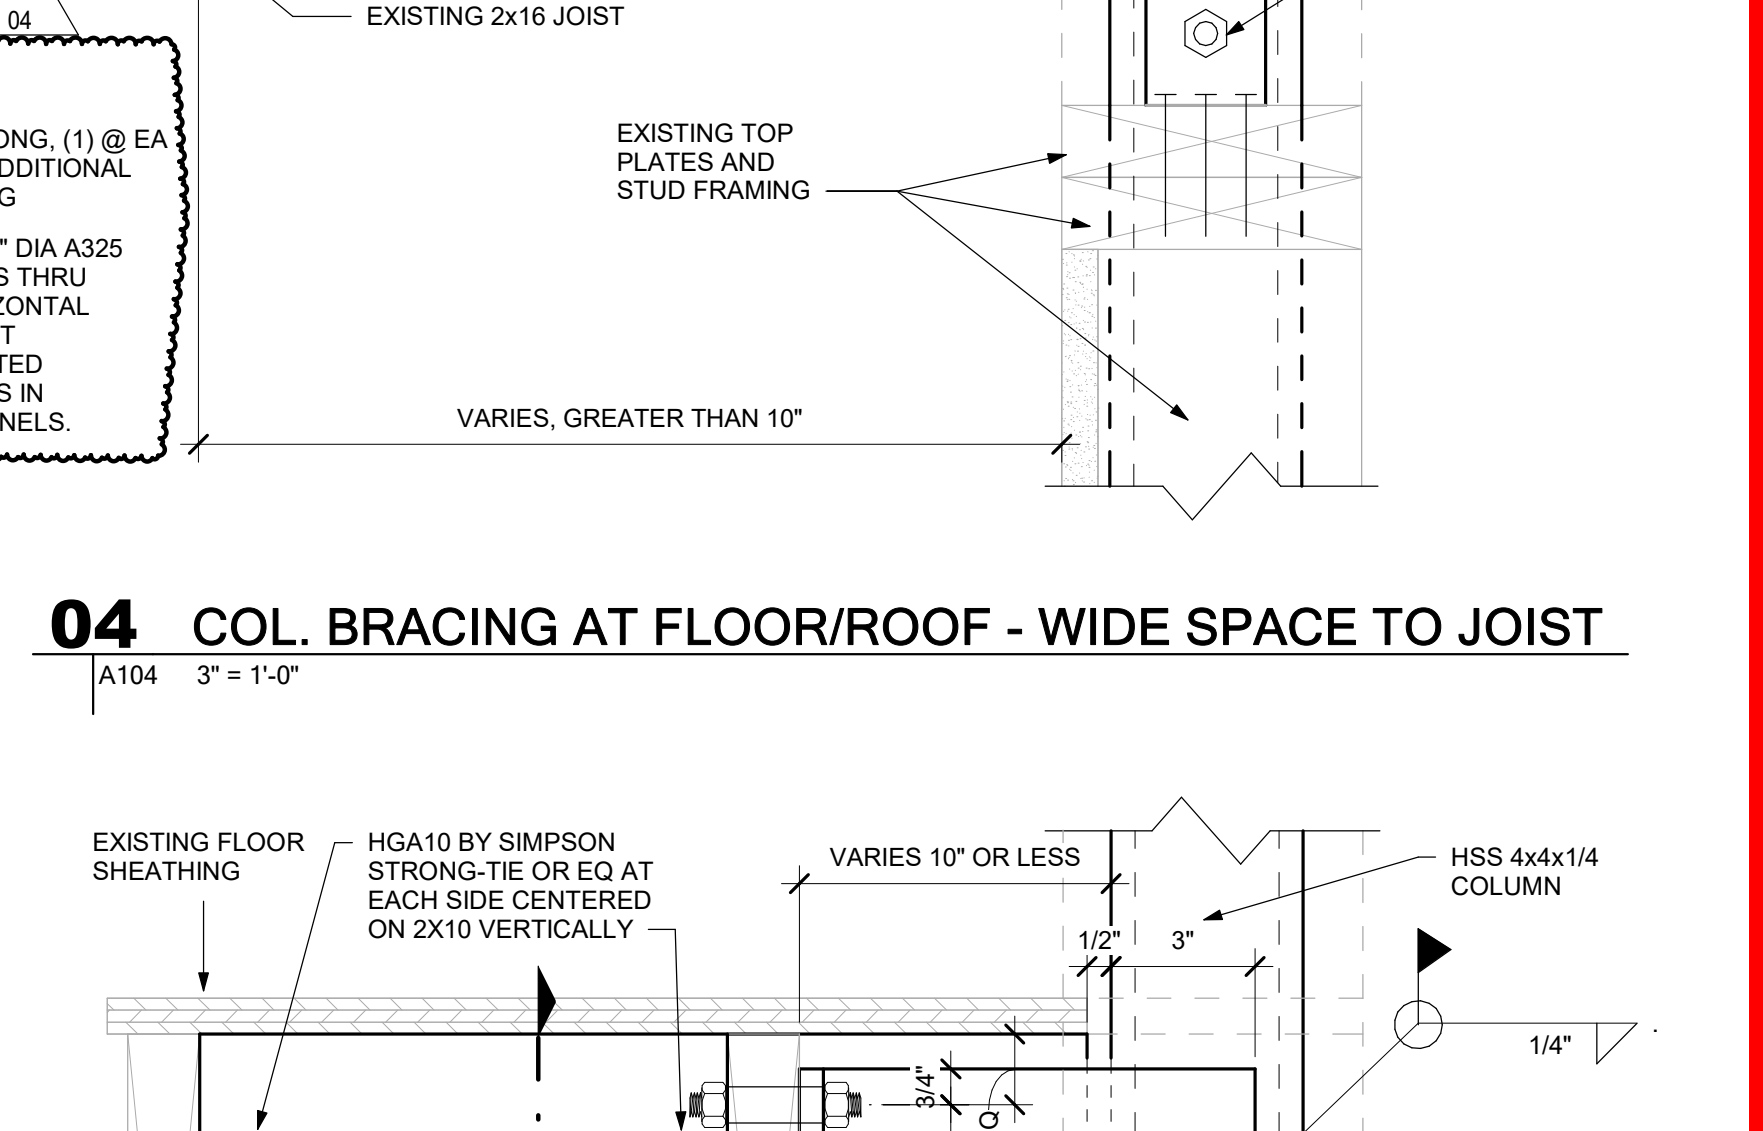 04
EXISTING 2x16 JOIST
ONG, (1) @ EA
DDITIONAL
G
" DIA A325
S THRU
ZONTAL
T
TED
S IN
NELS.
EXISTING TOP
PLATES AND
STUD FRAMING
VARIES, GREATER THAN 10"
04 COL. BRACING AT FLOOR/ROOF - WIDE SPACE TO JOIST
A104 3" = 1'-0"
EXISTING FLOOR
SHEATHING
HGA10 BY SIMPSON
STRONG-TIE OR EQ AT
EACH SIDE CENTERED
ON 2X10 VERTICALLY
VARIES 10" OR LESS
HSS 4x4x1/4
COLUMN
1/2" 3"
1/4"
3/4"
Q